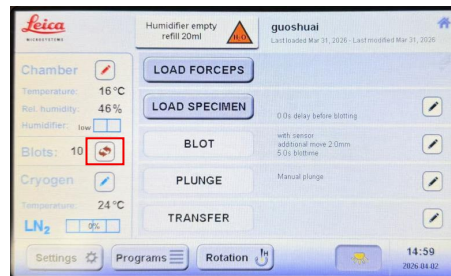 Leica
MICROSYSTEMS
Humidifier empty
refill 20ml
H₂O
guoshuai
Last loaded Mar 31, 2026 - Last modified Mar 31, 2026
Chamber
Temperature: 16°C
Rel. humidity: 46%
Humidifier: low
Blots: 10
Cryogen
Temperature: 24°C
LN₂ 0%
LOAD FORCEPS
LOAD SPECIMEN
0.0s delay before blotting
BLOT
with sensor
additional move 2.0mm
5.0s blottime
PLUNGE
Manual plunge
TRANSFER
Settings
Programs
Rotation
14:59
2026-04-02